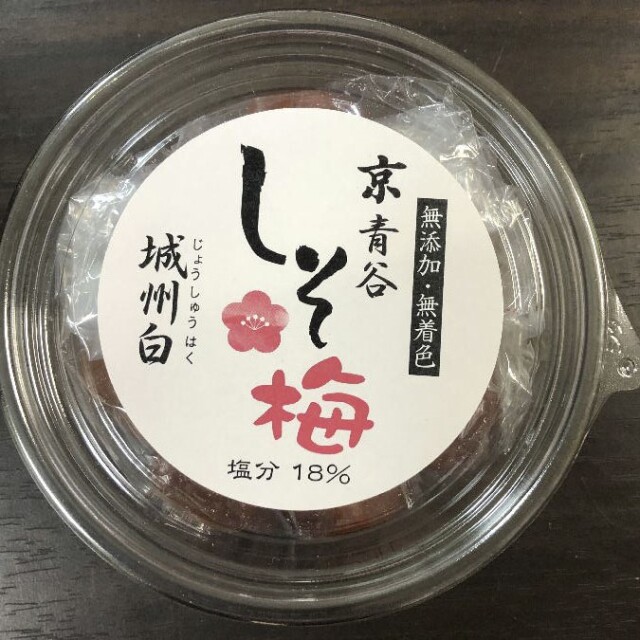 無添加・無着色
京青谷
しそ梅
じょうしゅうはく
城州白
塩分 18%